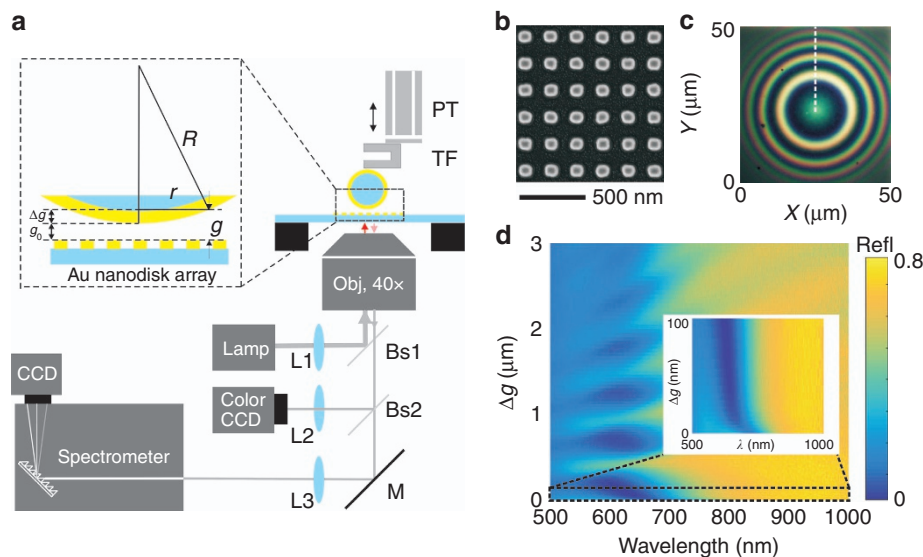 a
PT
TF
R
r
Δg
g₀
g
Au nanodisk array
Obj, 40×
Lamp
L1
Bs1
CCD
Color
CCD
L2
Bs2
Spectrometer
L3
M
b
500 nm
c
50
Y (μm)
0
0
X (μm)
50
d
Refl
3
0.8
2
Δg (μm)
1
0
100
Δg (nm)
0
500
λ (nm)
1000
0
500 600 700 800 900 1000
Wavelength (nm)